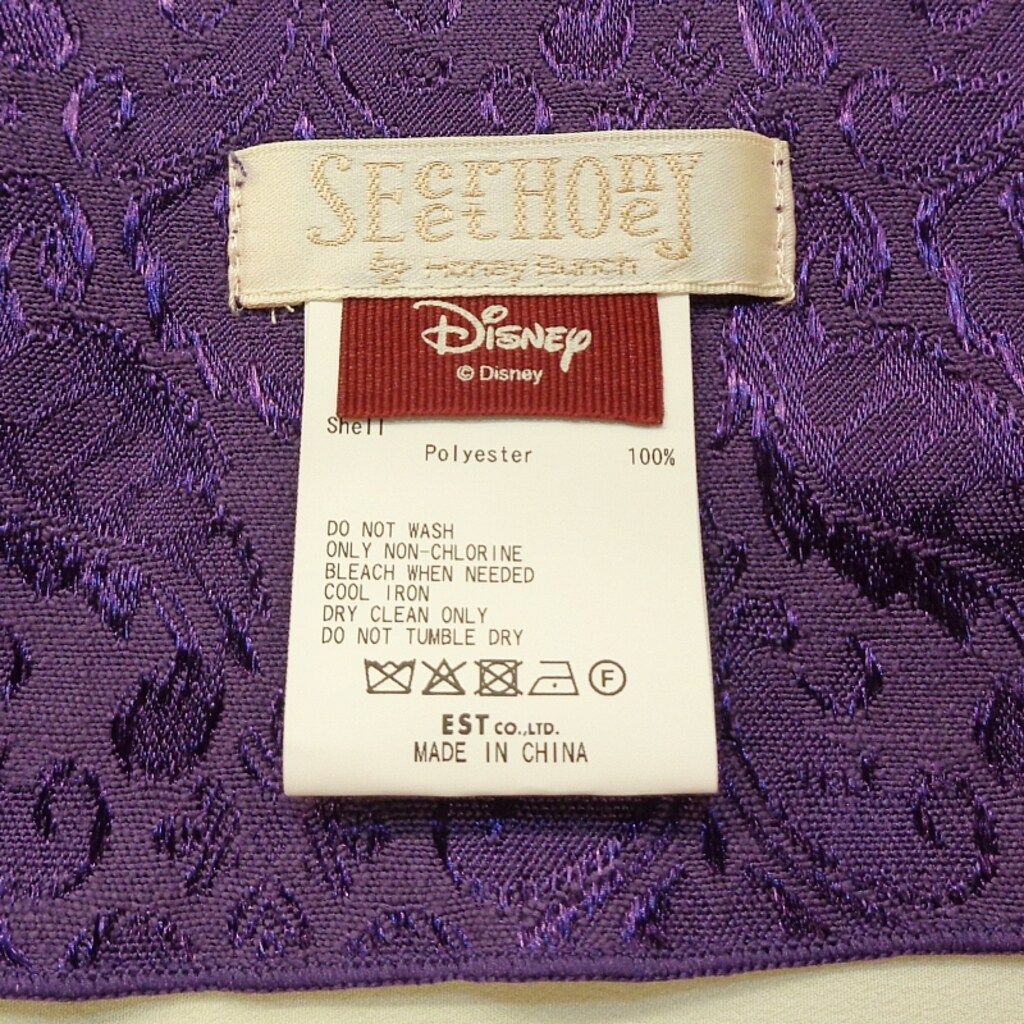 SEcret HOney
by Honey Bunch
Disney
© Disney
Shell
Polyester 100%
DO NOT WASH
ONLY NON-CHLORINE
BLEACH WHEN NEEDED
COOL IRON
DRY CLEAN ONLY
DO NOT TUMBLE DRY
F
EST CO.,LTD.
MADE IN CHINA